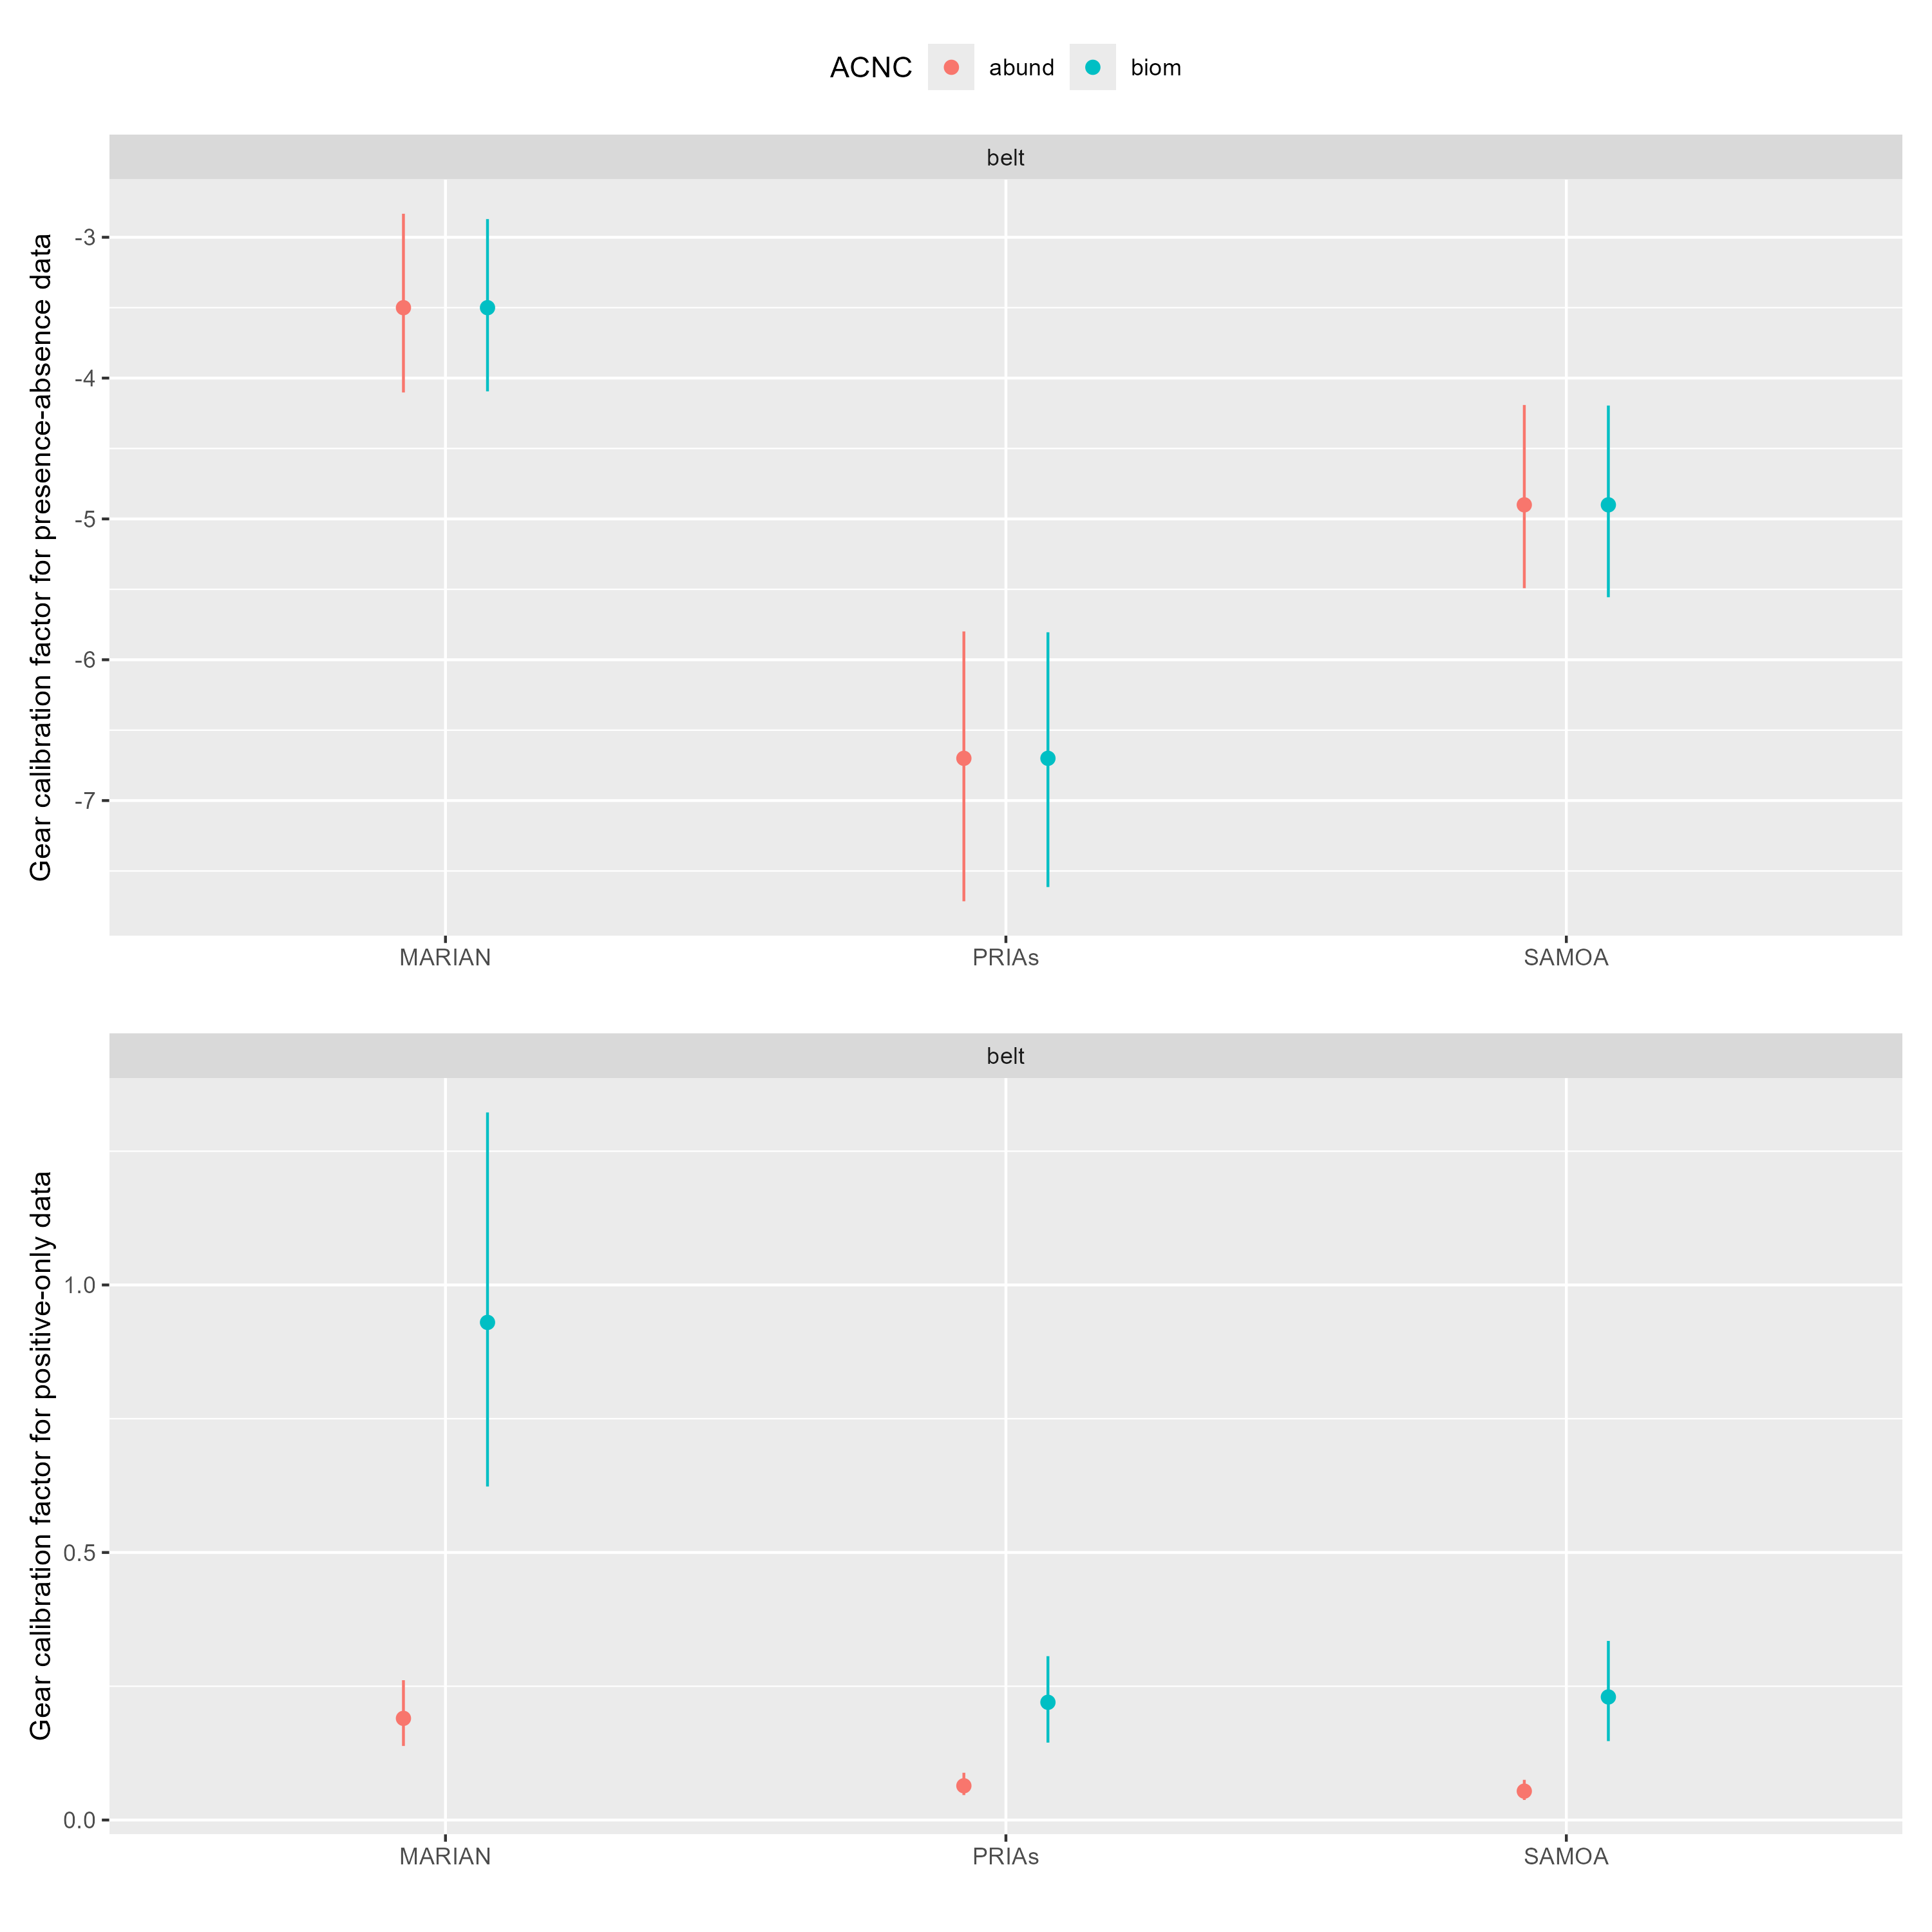 ACNC abund biom
belt
Gear calibration factor for presence-absence data
-3
-4
-5
-6
-7
MARIAN PRIAs SAMOA
belt
Gear calibration factor for positive-only data
1.0
0.5
0.0
MARIAN PRIAs SAMOA